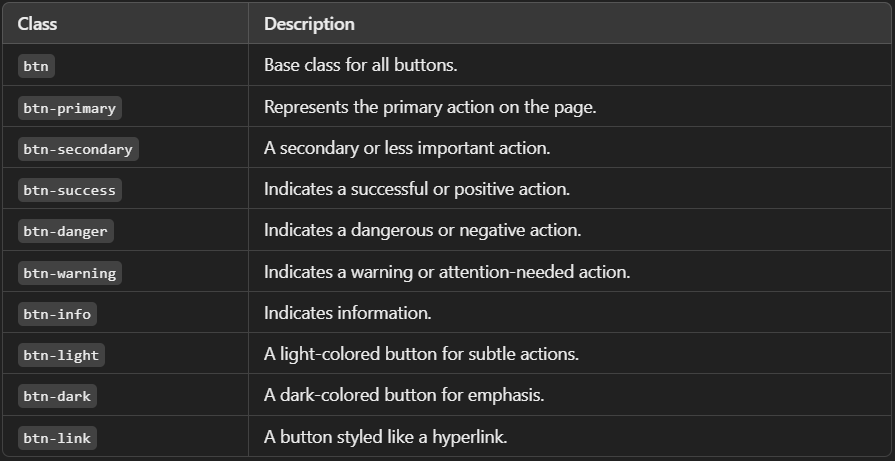 Class Description
btn Base class for all buttons.
btn-primary Represents the primary action on the page.
btn-secondary A secondary or less important action.
btn-success Indicates a successful or positive action.
btn-danger Indicates a dangerous or negative action.
btn-warning Indicates a warning or attention-needed action.
btn-info Indicates information.
btn-light A light-colored button for subtle actions.
btn-dark A dark-colored button for emphasis.
btn-link A button styled like a hyperlink.